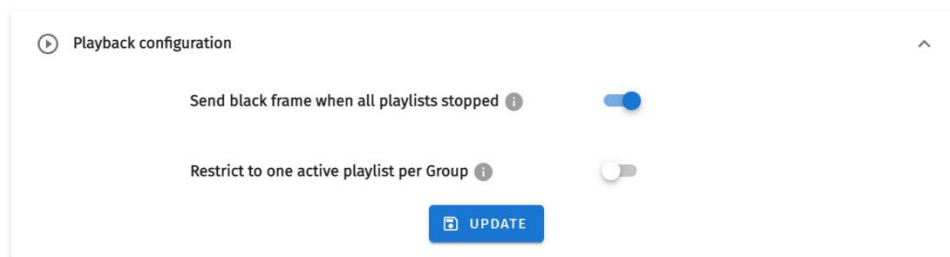 Playback configuration
Send black frame when all playlists stopped
Restrict to one active playlist per Group
UPDATE